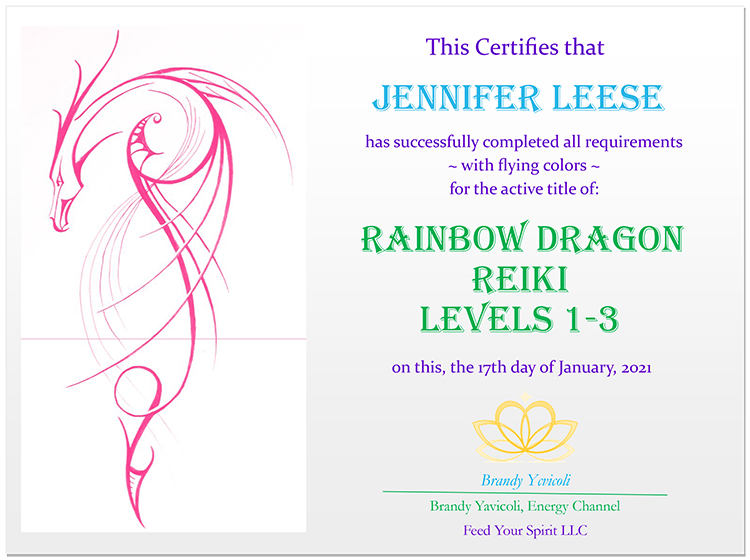 This Certifies that
JENNIFER LEESE
has successfully completed all requirements
~ with flying colors ~
for the active title of:
RAINBOW DRAGON
REIKI
LEVELS 1-3
on this, the 17th day of January, 2021
Brandy Ycvicoli
Brandy Yavicoli, Energy Channel
Feed Your Spirit LLC